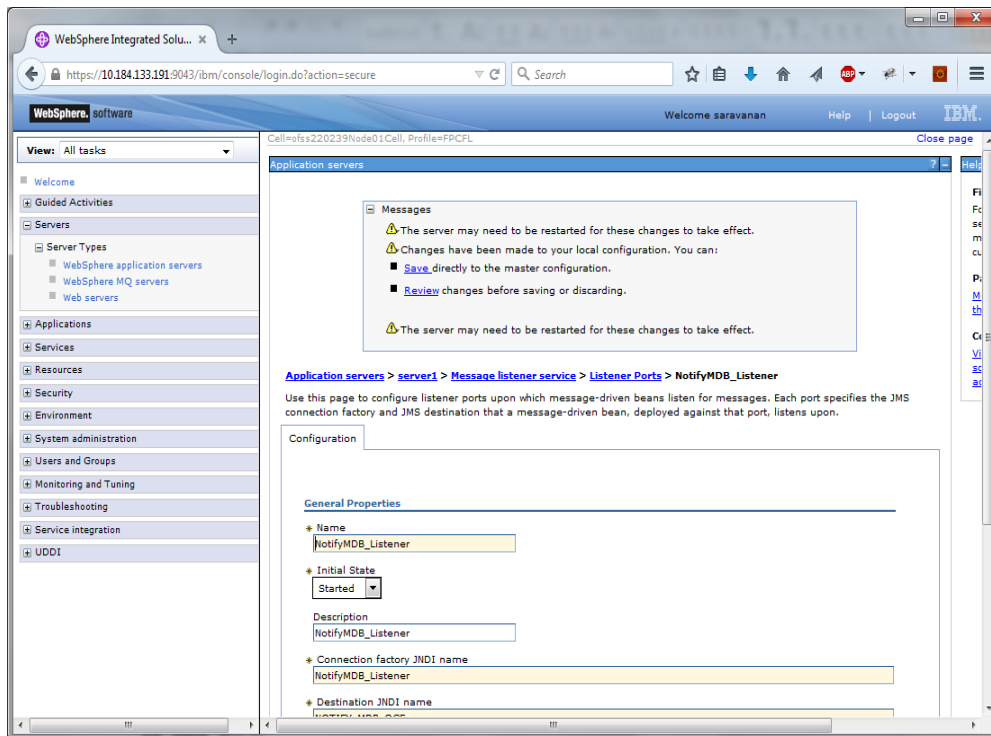 WebSphere Integrated Solu... × +
https://10.184.133.191:9043/ibm/console/login.do?action=secure
Search
ABP
WebSphere. software
Welcome saravanan
Help | Logout
IBM.
View: All tasks
Welcome
Guided Activities
Servers
Server Types
WebSphere application servers
WebSphere MQ servers
Web servers
Applications
Services
Resources
Security
Environment
System administration
Users and Groups
Monitoring and Tuning
Troubleshooting
Service integration
UDDI
Cell=ofss220239Node01Cell, Profile=FPCFL
Close page
Application servers
? –
Messages
The server may need to be restarted for these changes to take effect.
Changes have been made to your local configuration. You can:
Save directly to the master configuration.
Review changes before saving or discarding.
The server may need to be restarted for these changes to take effect.
Application servers > server1 > Message listener service > Listener Ports > NotifyMDB_Listener
Use this page to configure listener ports upon which message-driven beans listen for messages. Each port specifies the JMS
connection factory and JMS destination that a message-driven bean, deployed against that port, listens upon.
Configuration
General Properties
Name
NotifyMDB_Listener
Initial State
Started
Description
NotifyMDB_Listener
Connection factory JNDI name
NotifyMDB_Listener
Destination JNDI name
Help